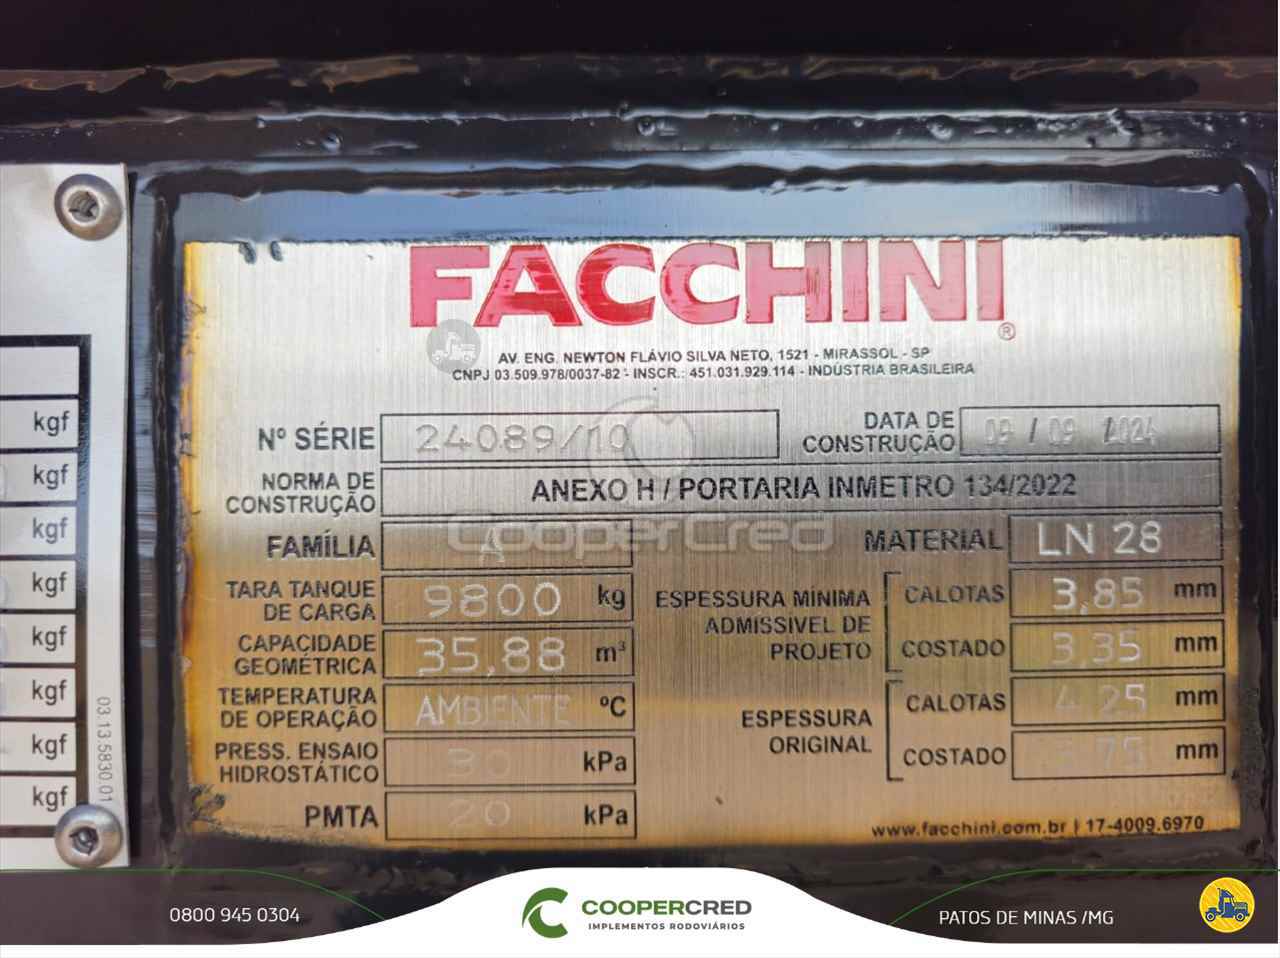 FACCHINI
®
AV. ENG. NEWTON FLÁVIO SILVA NETO, 1521 - MIRASSOL - SP
CNPJ 03.509.978/0037-82 - INSCR.: 451.031.929.114 - INDÚSTRIA BRASILEIRA
Nº SÉRIE 24089/10 DATA DE CONSTRUÇÃO 09 / 09 2024
NORMA DE CONSTRUÇÃO ANEXO H / PORTARIA INMETRO 134/2022
CooperCred
FAMÍLIA A MATERIAL LN 28
TARA TANQUE DE CARGA 9800 kg
CAPACIDADE GEOMÉTRICA 35,88 m³
TEMPERATURA DE OPERAÇÃO AMBIENTE ºC
PRESS. ENSAIO HIDROSTÁTICO 30 kPa
PMTA 20 kPa
ESPESSURA MÍNIMA ADMISSÍVEL DE PROJETO
CALOTAS 3,85 mm
COSTADO 3,35 mm
ESPESSURA ORIGINAL
CALOTAS 4,25 mm
COSTADO 3,75 mm
www.facchini.com.br | 17-4009.6970
kgf
kgf
kgf
kgf
kgf
kgf
kgf
kgf
03.13.5830.01
0800 945 0304
COOPERCRED
IMPLEMENTOS RODOVIÁRIOS
PATOS DE MINAS /MG